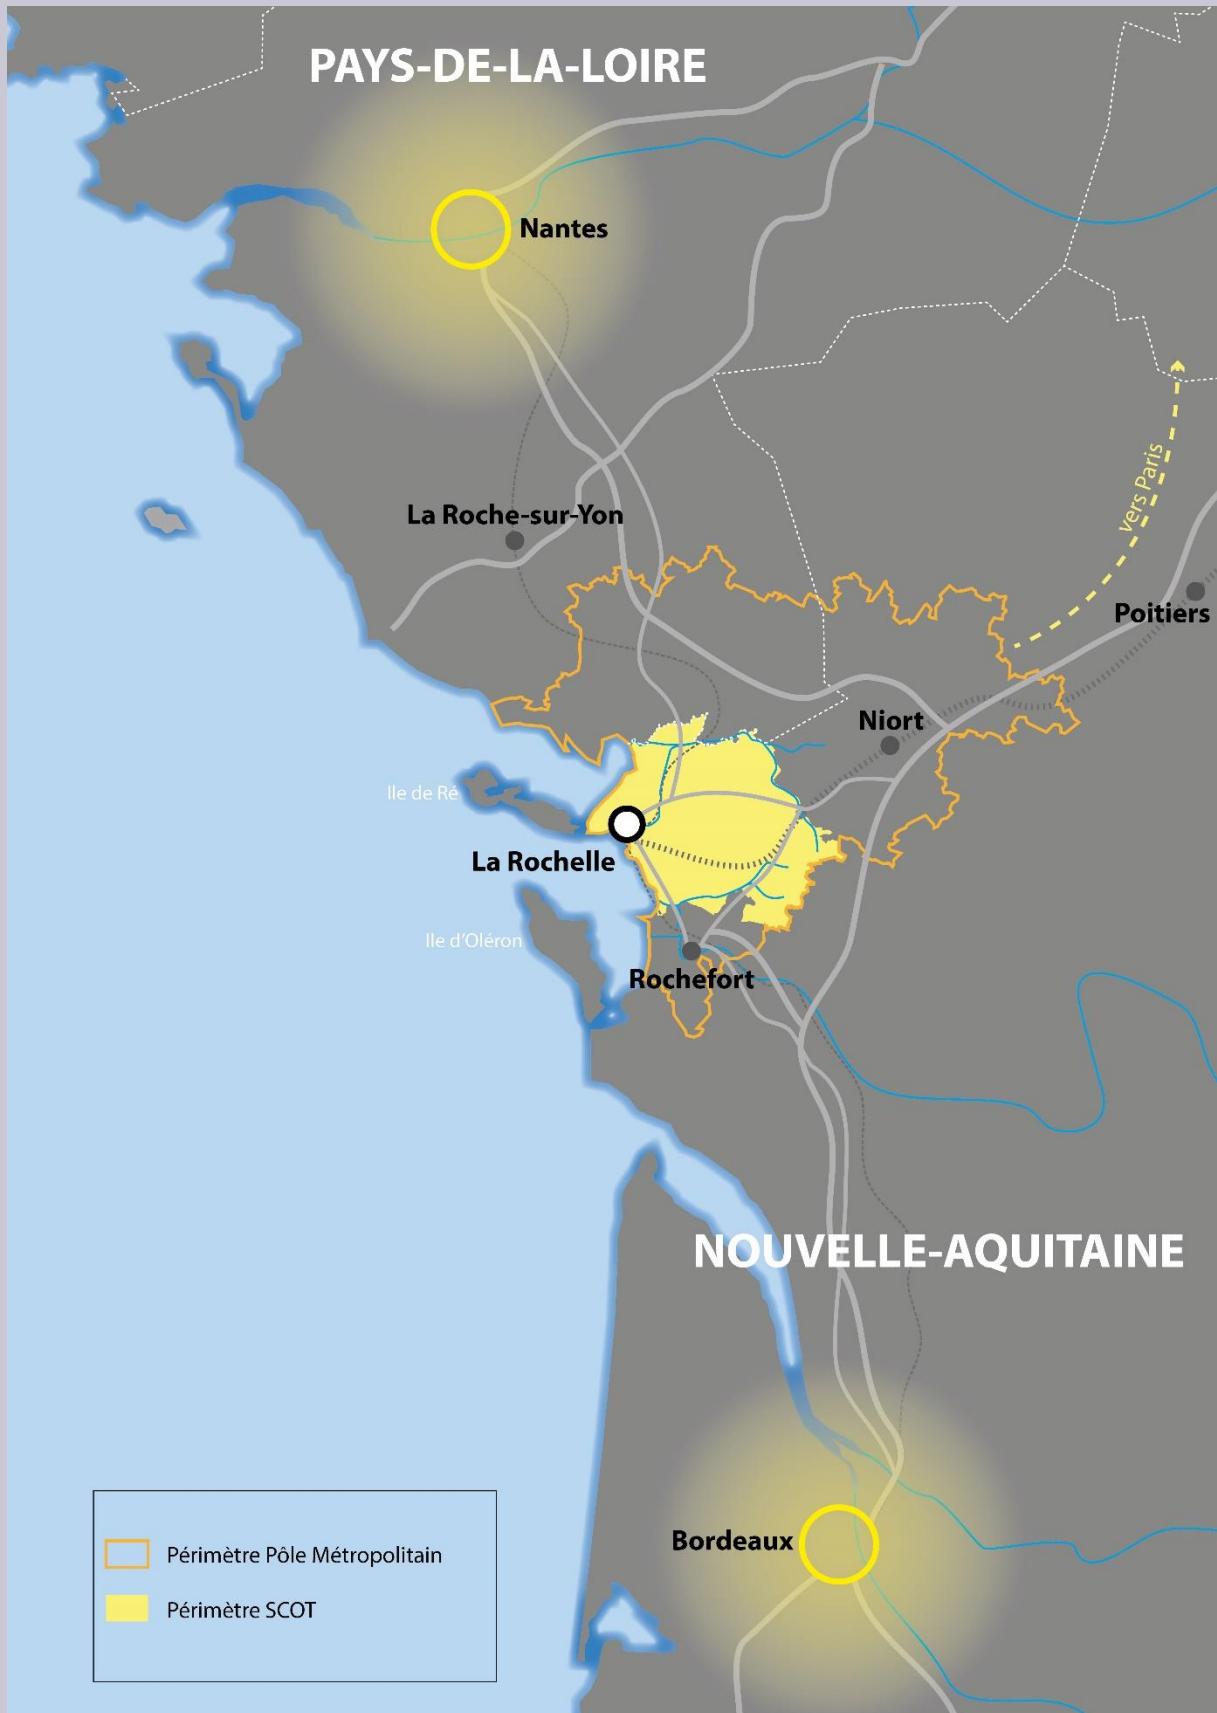 PAYS-DE-LA-LOIRE
Nantes
vers Paris
La Roche-sur-Yon
Poitiers
Niort
Ile de Ré
La Rochelle
Ile d'Oléron
Rochefort
NOUVELLE-AQUITAINE
Bordeaux
Périmètre Pôle Métropolitain
Périmètre SCOT